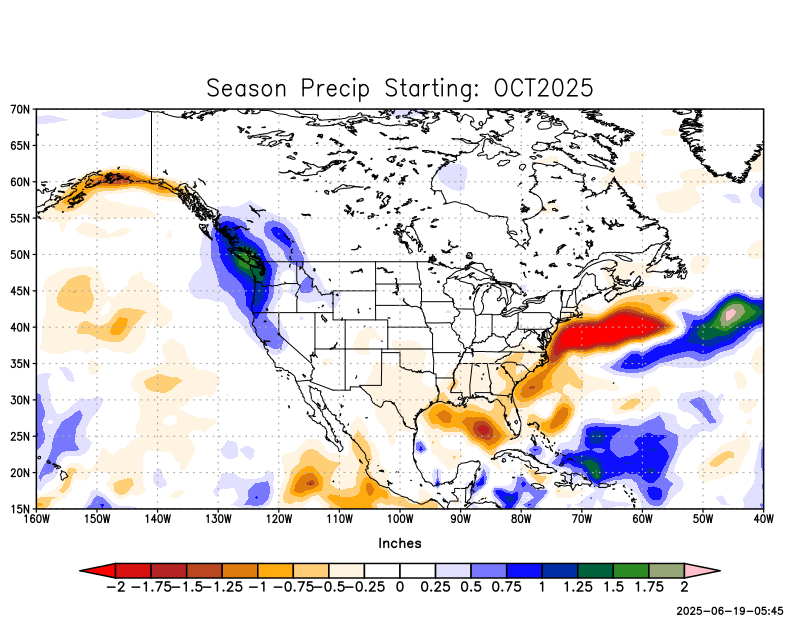 Season Precip Starting: OCT2025
70N
65N
60N
55N
50N
45N
40N
35N
30N
25N
20N
15N
160W 150W 140W 130W 120W 110W 100W 90W 80W 70W 60W 50W 40W
Inches
-2 -1.75 -1.5 -1.25 -1 -0.75 -0.5 -0.25 0 0.25 0.5 0.75 1 1.25 1.5 1.75 2
2025-06-19-05:45